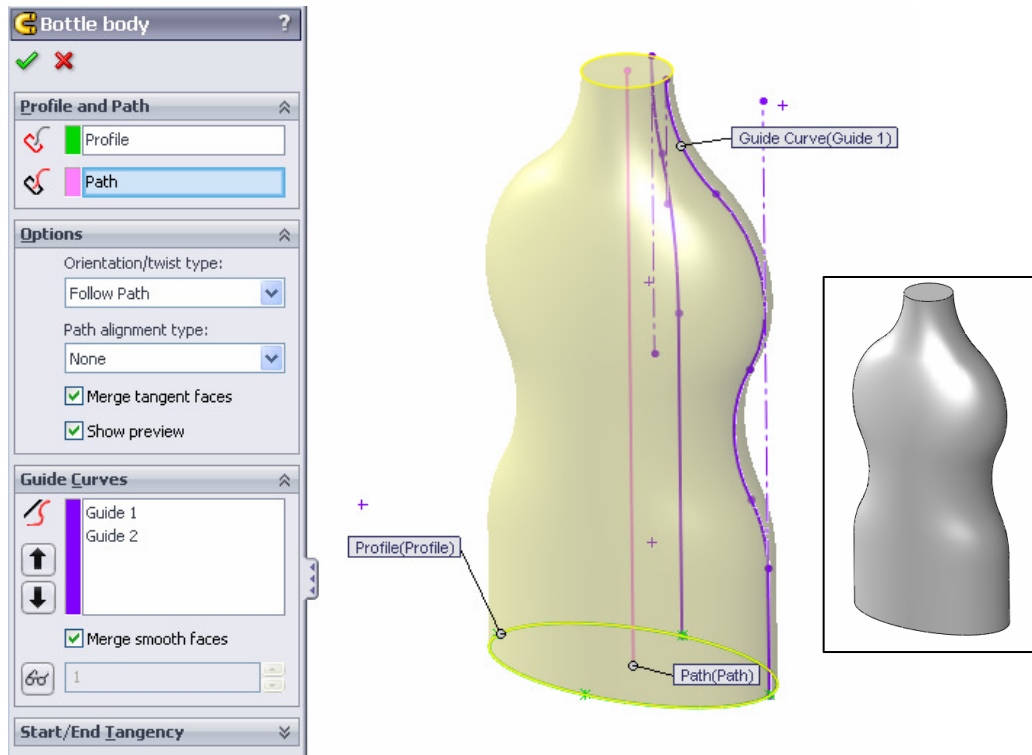 Bottle body ?
Profile and Path
Profile
Path
Options
Orientation/twist type:
Follow Path
Path alignment type:
None
Merge tangent faces
Show preview
Guide Curves
Guide 1
Guide 2
Merge smooth faces
1
Start/End Tangency
Guide Curve(Guide 1)
Profile(Profile)
Path(Path)